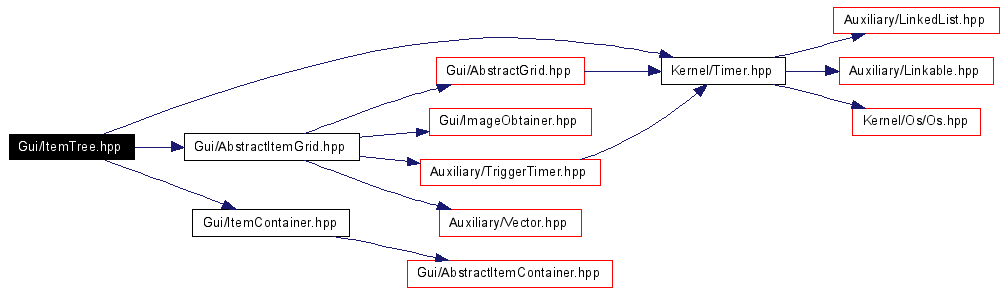 Auxiliary/LinkedList.hpp
Gui/AbstractGrid.hpp
Kernel/Timer.hpp
Auxiliary/Linkable.hpp
Gui/ImageObtainer.hpp
Kernel/Os/Os.hpp
Gui/ItemTree.hpp
Gui/AbstractItemGrid.hpp
Auxiliary/TriggerTimer.hpp
Gui/ItemContainer.hpp
Auxiliary/Vector.hpp
Gui/AbstractItemContainer.hpp